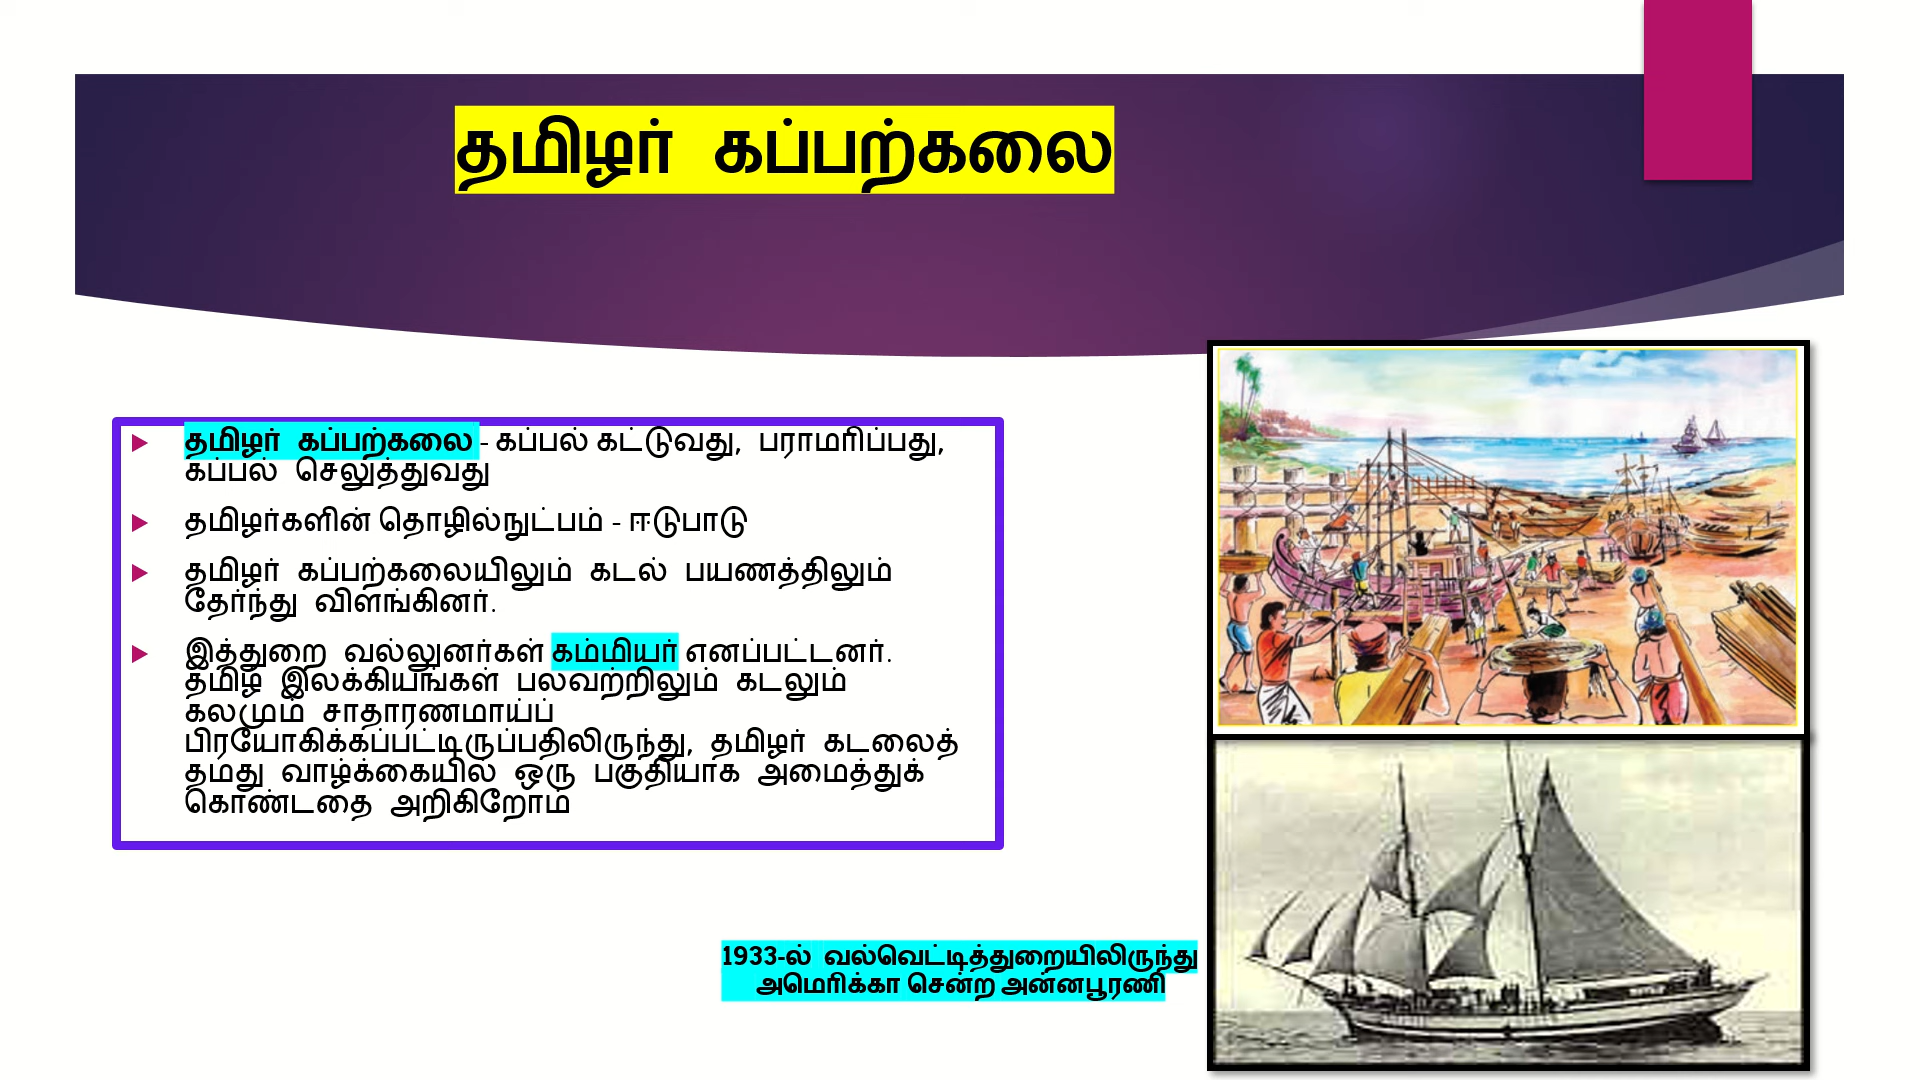 தமிழர் கப்பற்கலை
தமிழர் கப்பற்கலை - கப்பல் கட்டுவது, பராமரிப்பது,
கப்பல் செலுத்துவது
தமிழர்களின் தொழில்நுட்பம் - ஈடுபாடு
தமிழர் கப்பற்கலையிலும் கடல் பயணத்திலும்
தேர்ந்து விளங்கினர்.
இத்துறை வல்லுனர்கள் கம்மியர் எனப்பட்டனர்.
தமிழ் இலக்கியங்கள் பலவற்றிலும் கடலும்
கலமும் சாதாரணமாய்ப்
பிரயோகிக்கப்பட்டிருப்பதிலிருந்து, தமிழர் கடலைத்
தமது வாழ்க்கையில் ஒரு பகுதியாக அமைத்துக்
கொண்டதை அறிகிறோம்
1933-ல் வல்வெட்டித்துறையிலிருந்து
அமெரிக்கா சென்ற அன்னபூரணி